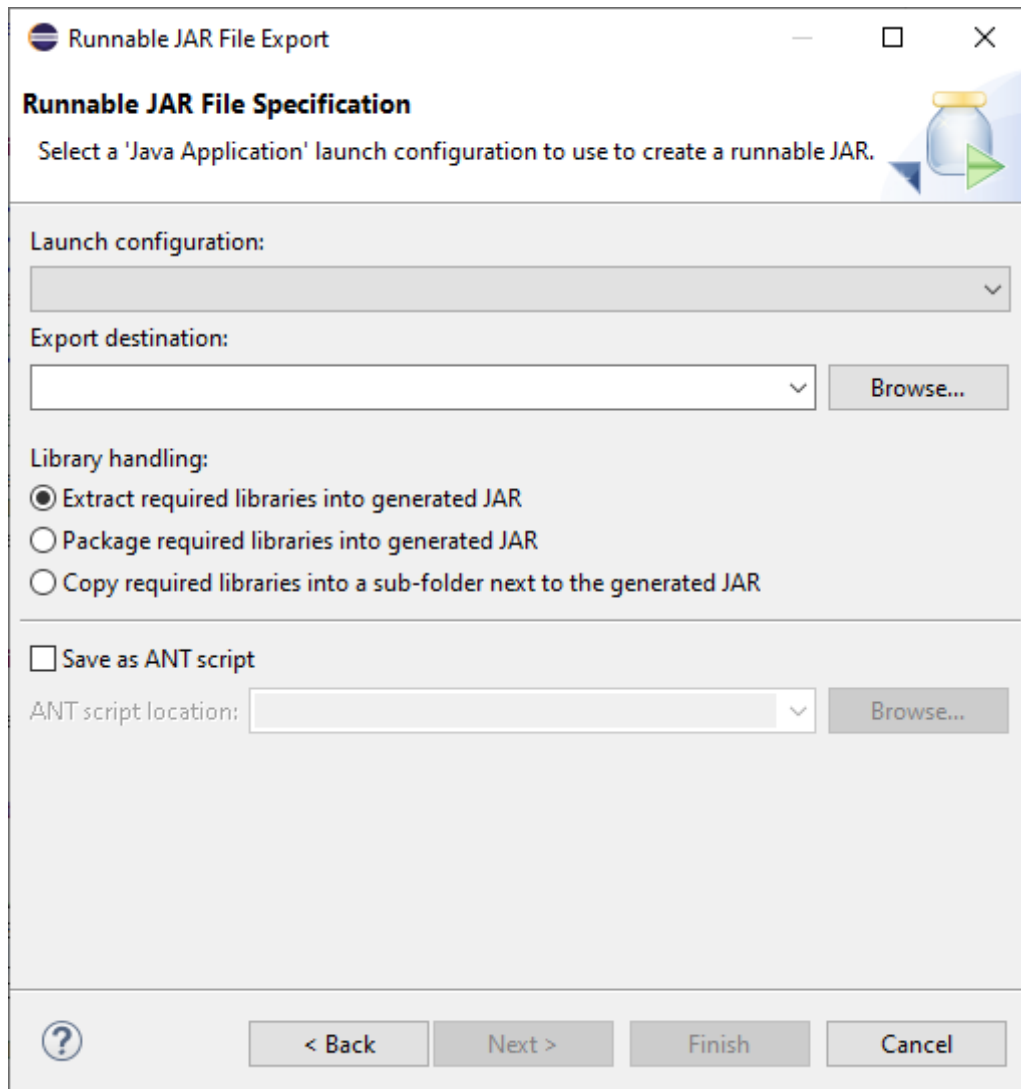 Runnable JAR File Export
Runnable JAR File Specification
Select a 'Java Application' launch configuration to use to create a runnable JAR.
Launch configuration:
Export destination:
Browse...
Library handling:
Extract required libraries into generated JAR
Package required libraries into generated JAR
Copy required libraries into a sub-folder next to the generated JAR
Save as ANT script
ANT script location:
Browse...
?
< Back
Next >
Finish
Cancel